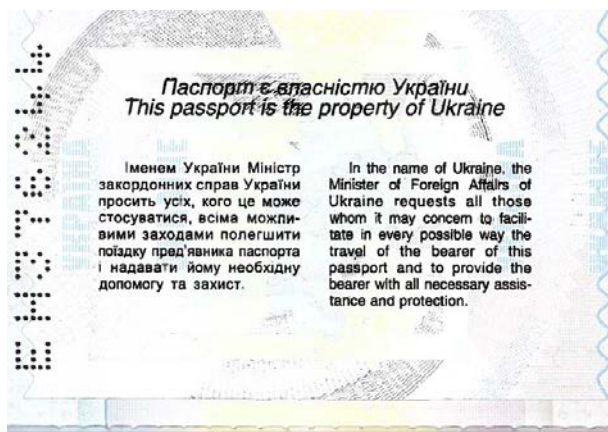 Паспорт є власністю України
This passport is the property of Ukraine
Іменем України Міністр
закордонних справ України
просить усіх, кого це може
стосуватися, всіма можли-
вими заходами полегшити
поїздку пред'явника паспорта
і надавати йому необхідну
допомогу та захист.
In the name of Ukraine, the
Minister of Foreign Affairs of
Ukraine requests all those
whom it may concern to facili-
tate in every possible way the
travel of the bearer of this
passport and to provide the
bearer with all necessary assis-
tance and protection.
УКРАЇНА
UKRAINE